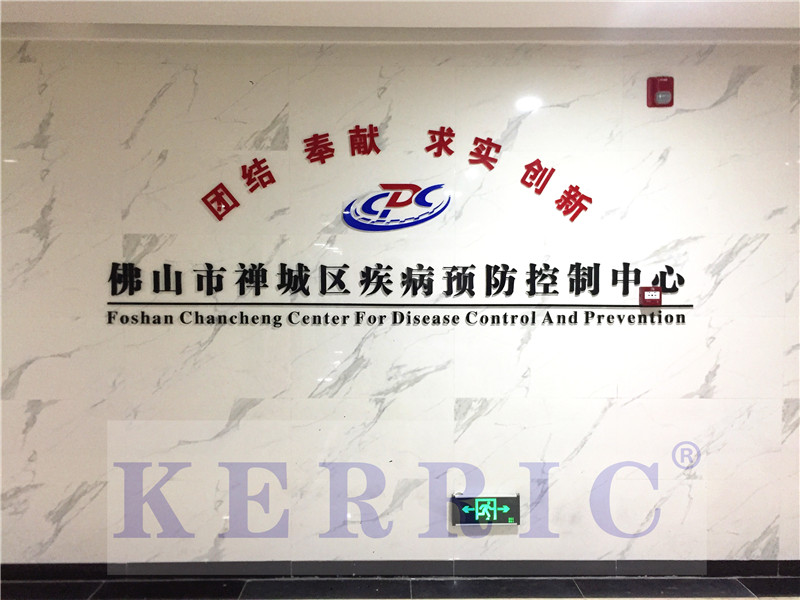 团结 奉献 求实 创新
CDC
佛山市禅城区疾病预防控制中心
Foshan Chancheng Center For Disease Control And Prevention
KERRIC®